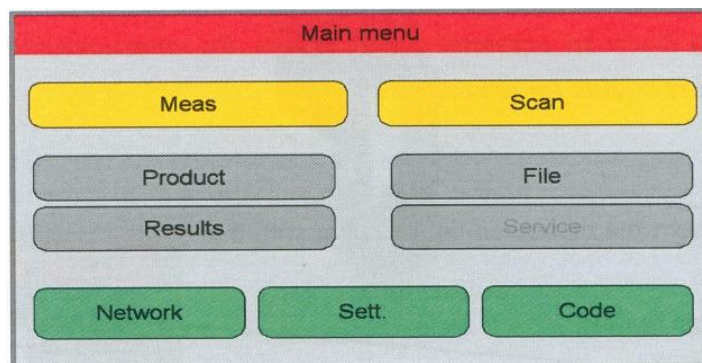 Main menu
Meas Scan
Product File
Results Service
Network Sett. Code